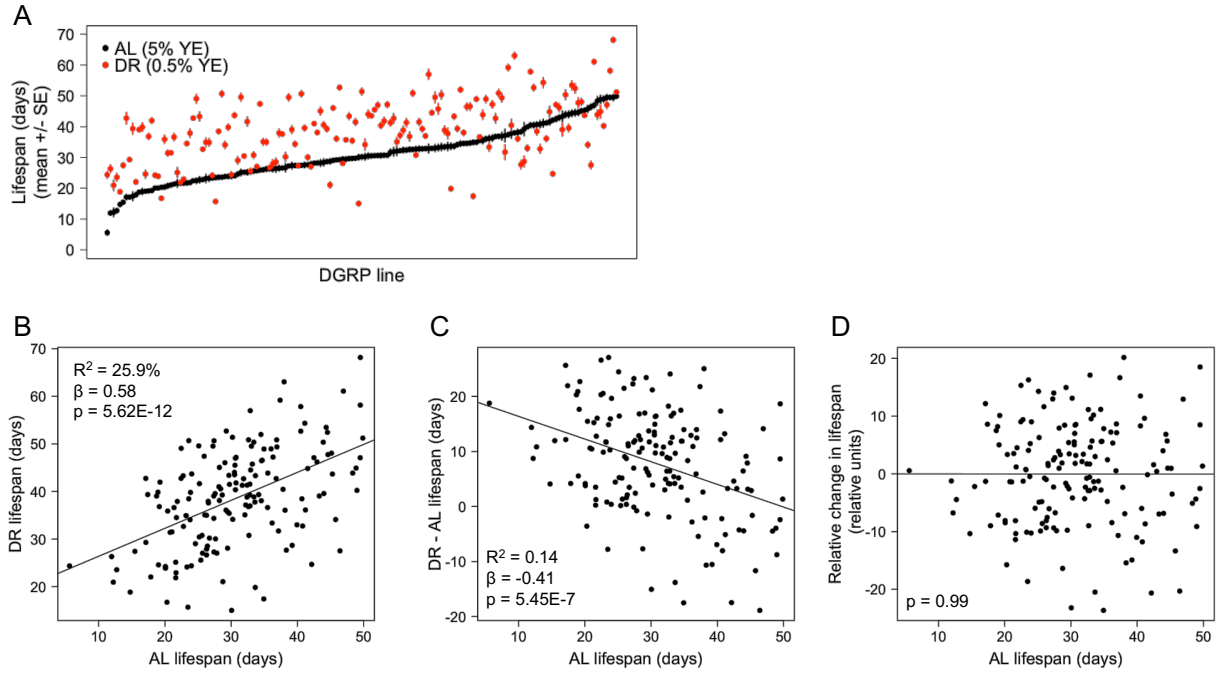 A
70
60
50
40
30
20
10
0
Lifespan (days)
(mean +/- SE)
AL (5% YE)
DR (0.5% YE)
DGRP line
B
70
60
50
40
30
20
DR lifespan (days)
R² = 25.9%
β = 0.58
p = 5.62E-12
10 20 30 40 50
AL lifespan (days)
C
20
10
0
-10
-20
DR - AL lifespan (days)
R² = 0.14
β = -0.41
p = 5.45E-7
10 20 30 40 50
AL lifespan (days)
D
20
10
0
-10
-20
Relative change in lifespan
(relative units)
p = 0.99
10 20 30 40 50
AL lifespan (days)